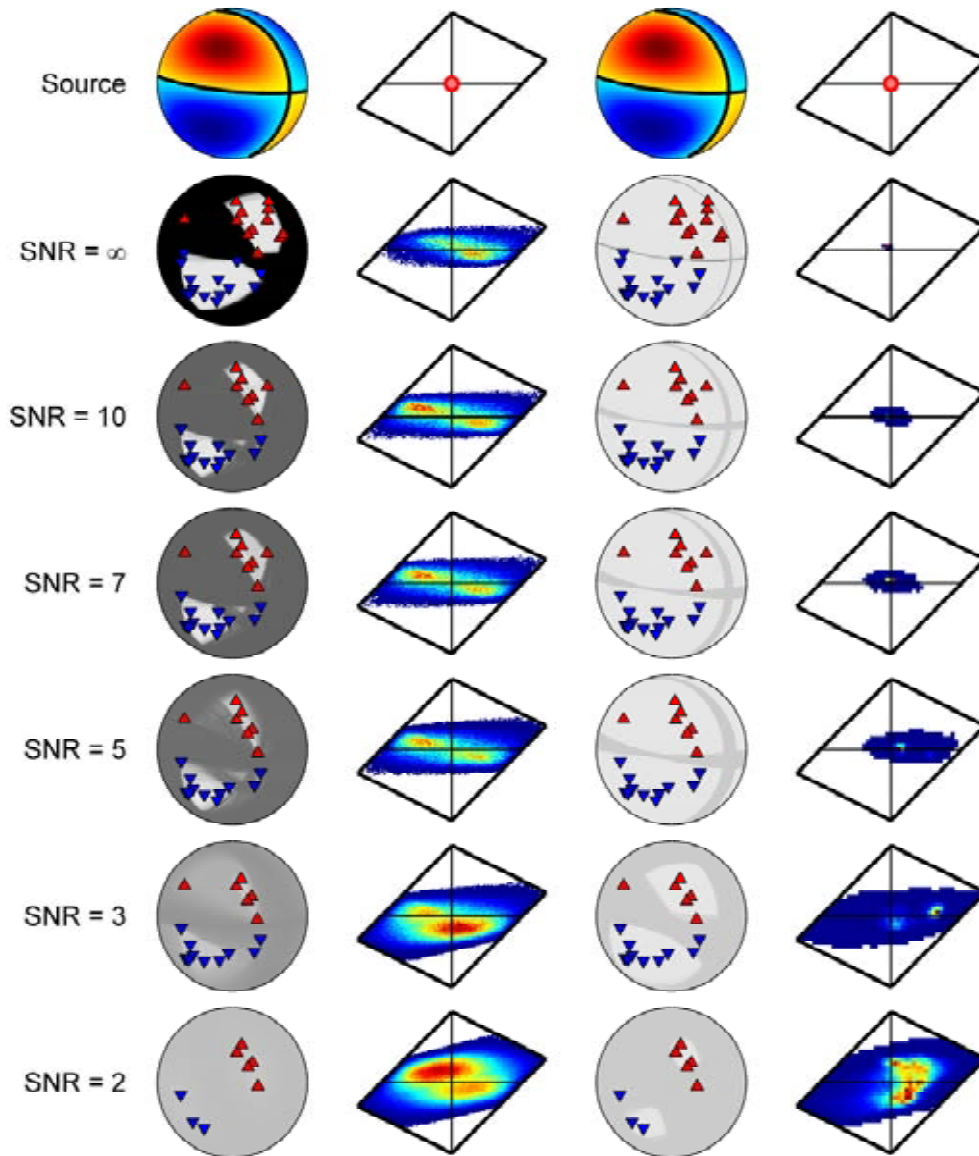 Source
SNR = ∞
SNR = 10
SNR = 7
SNR = 5
SNR = 3
SNR = 2